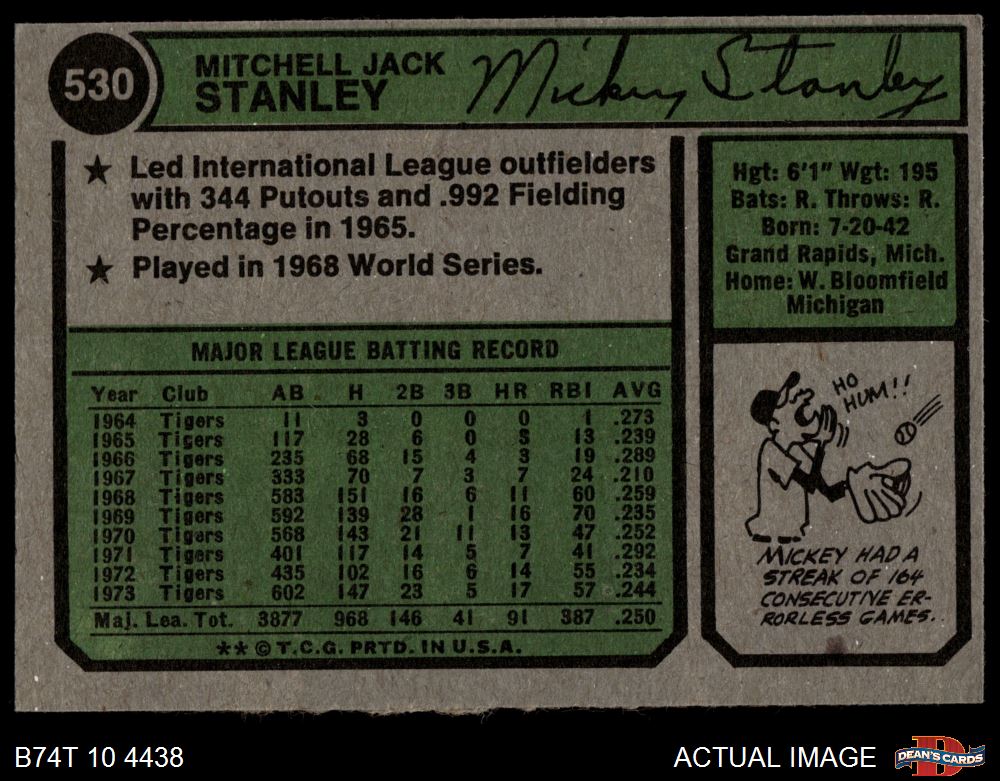 530
MITCHELL JACK
STANLEY
Mickey Stanley
★ Led International League outfielders
with 344 Putouts and .992 Fielding
Percentage in 1965.
★ Played in 1968 World Series.
Hgt: 6'1" Wgt: 195
Bats: R. Throws: R.
Born: 7-20-42
Grand Rapids, Mich.
Home: W. Bloomfield
Michigan
MAJOR LEAGUE BATTING RECORD
Year Club AB H 2B 3B HR RBI AVG
1964 Tigers 11 3 0 0 0 1 .273
1965 Tigers 117 28 6 0 3 13 .239
1966 Tigers 235 68 15 4 3 19 .289
1967 Tigers 333 70 7 3 7 24 .210
1968 Tigers 583 151 16 6 11 60 .259
1969 Tigers 592 139 28 1 16 70 .235
1970 Tigers 568 143 21 11 13 47 .252
1971 Tigers 401 117 14 5 7 41 .292
1972 Tigers 435 102 16 6 14 55 .234
1973 Tigers 602 147 23 5 17 57 .244
Maj. Lea. Tot. 3877 968 146 41 91 387 .250
**© T.C.G. PRTD. IN U.S.A.
HO
HUM!!
MICKEY HAD A
STREAK OF 164
CONSECUTIVE ER-
RORLESS GAMES.
B74T 10 4438
ACTUAL IMAGE
D
DEAN'S CARDS